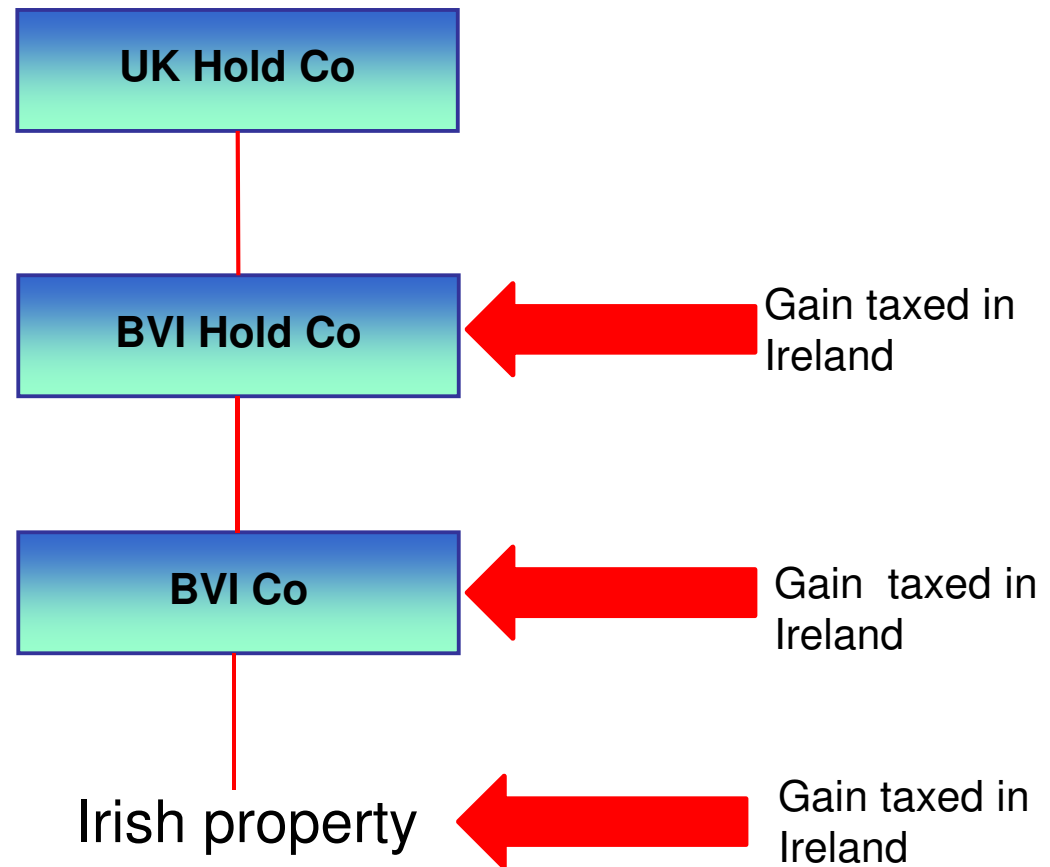 UK Hold Co
BVI Hold Co
Gain taxed in
Ireland
BVI Co
Gain taxed in
Ireland
Irish property
Gain taxed in
Ireland